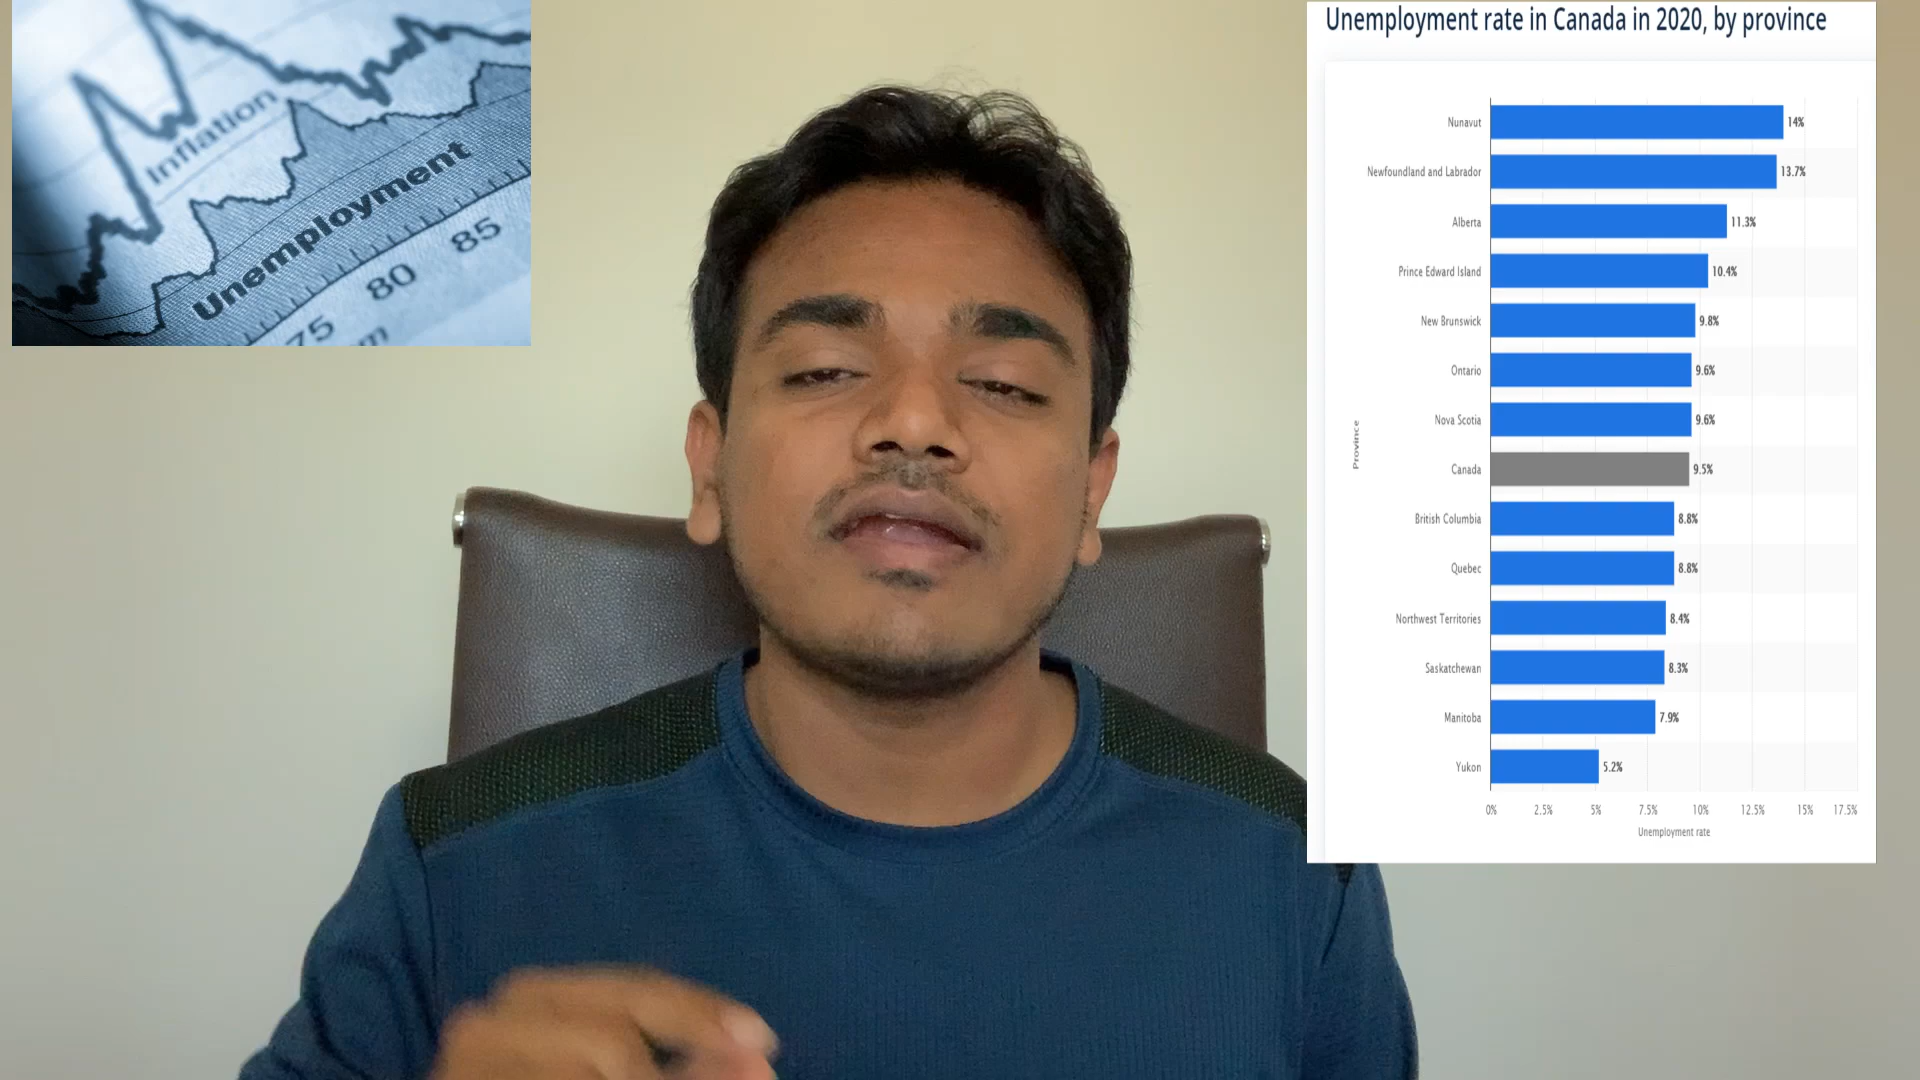 Inflation
Unemployment
75
80
85
Unemployment rate in Canada in 2020, by province
Province
Nunavut 14%
Newfoundland and Labrador 13.7%
Alberta 11.3%
Prince Edward Island 10.4%
New Brunswick 9.8%
Ontario 9.6%
Nova Scotia 9.6%
Canada 9.5%
British Columbia 8.8%
Quebec 8.8%
Northwest Territories 8.4%
Saskatchewan 8.3%
Manitoba 7.9%
Yukon 5.2%
0% 2.5% 5% 7.5% 10% 12.5% 15% 17.5%
Unemployment rate